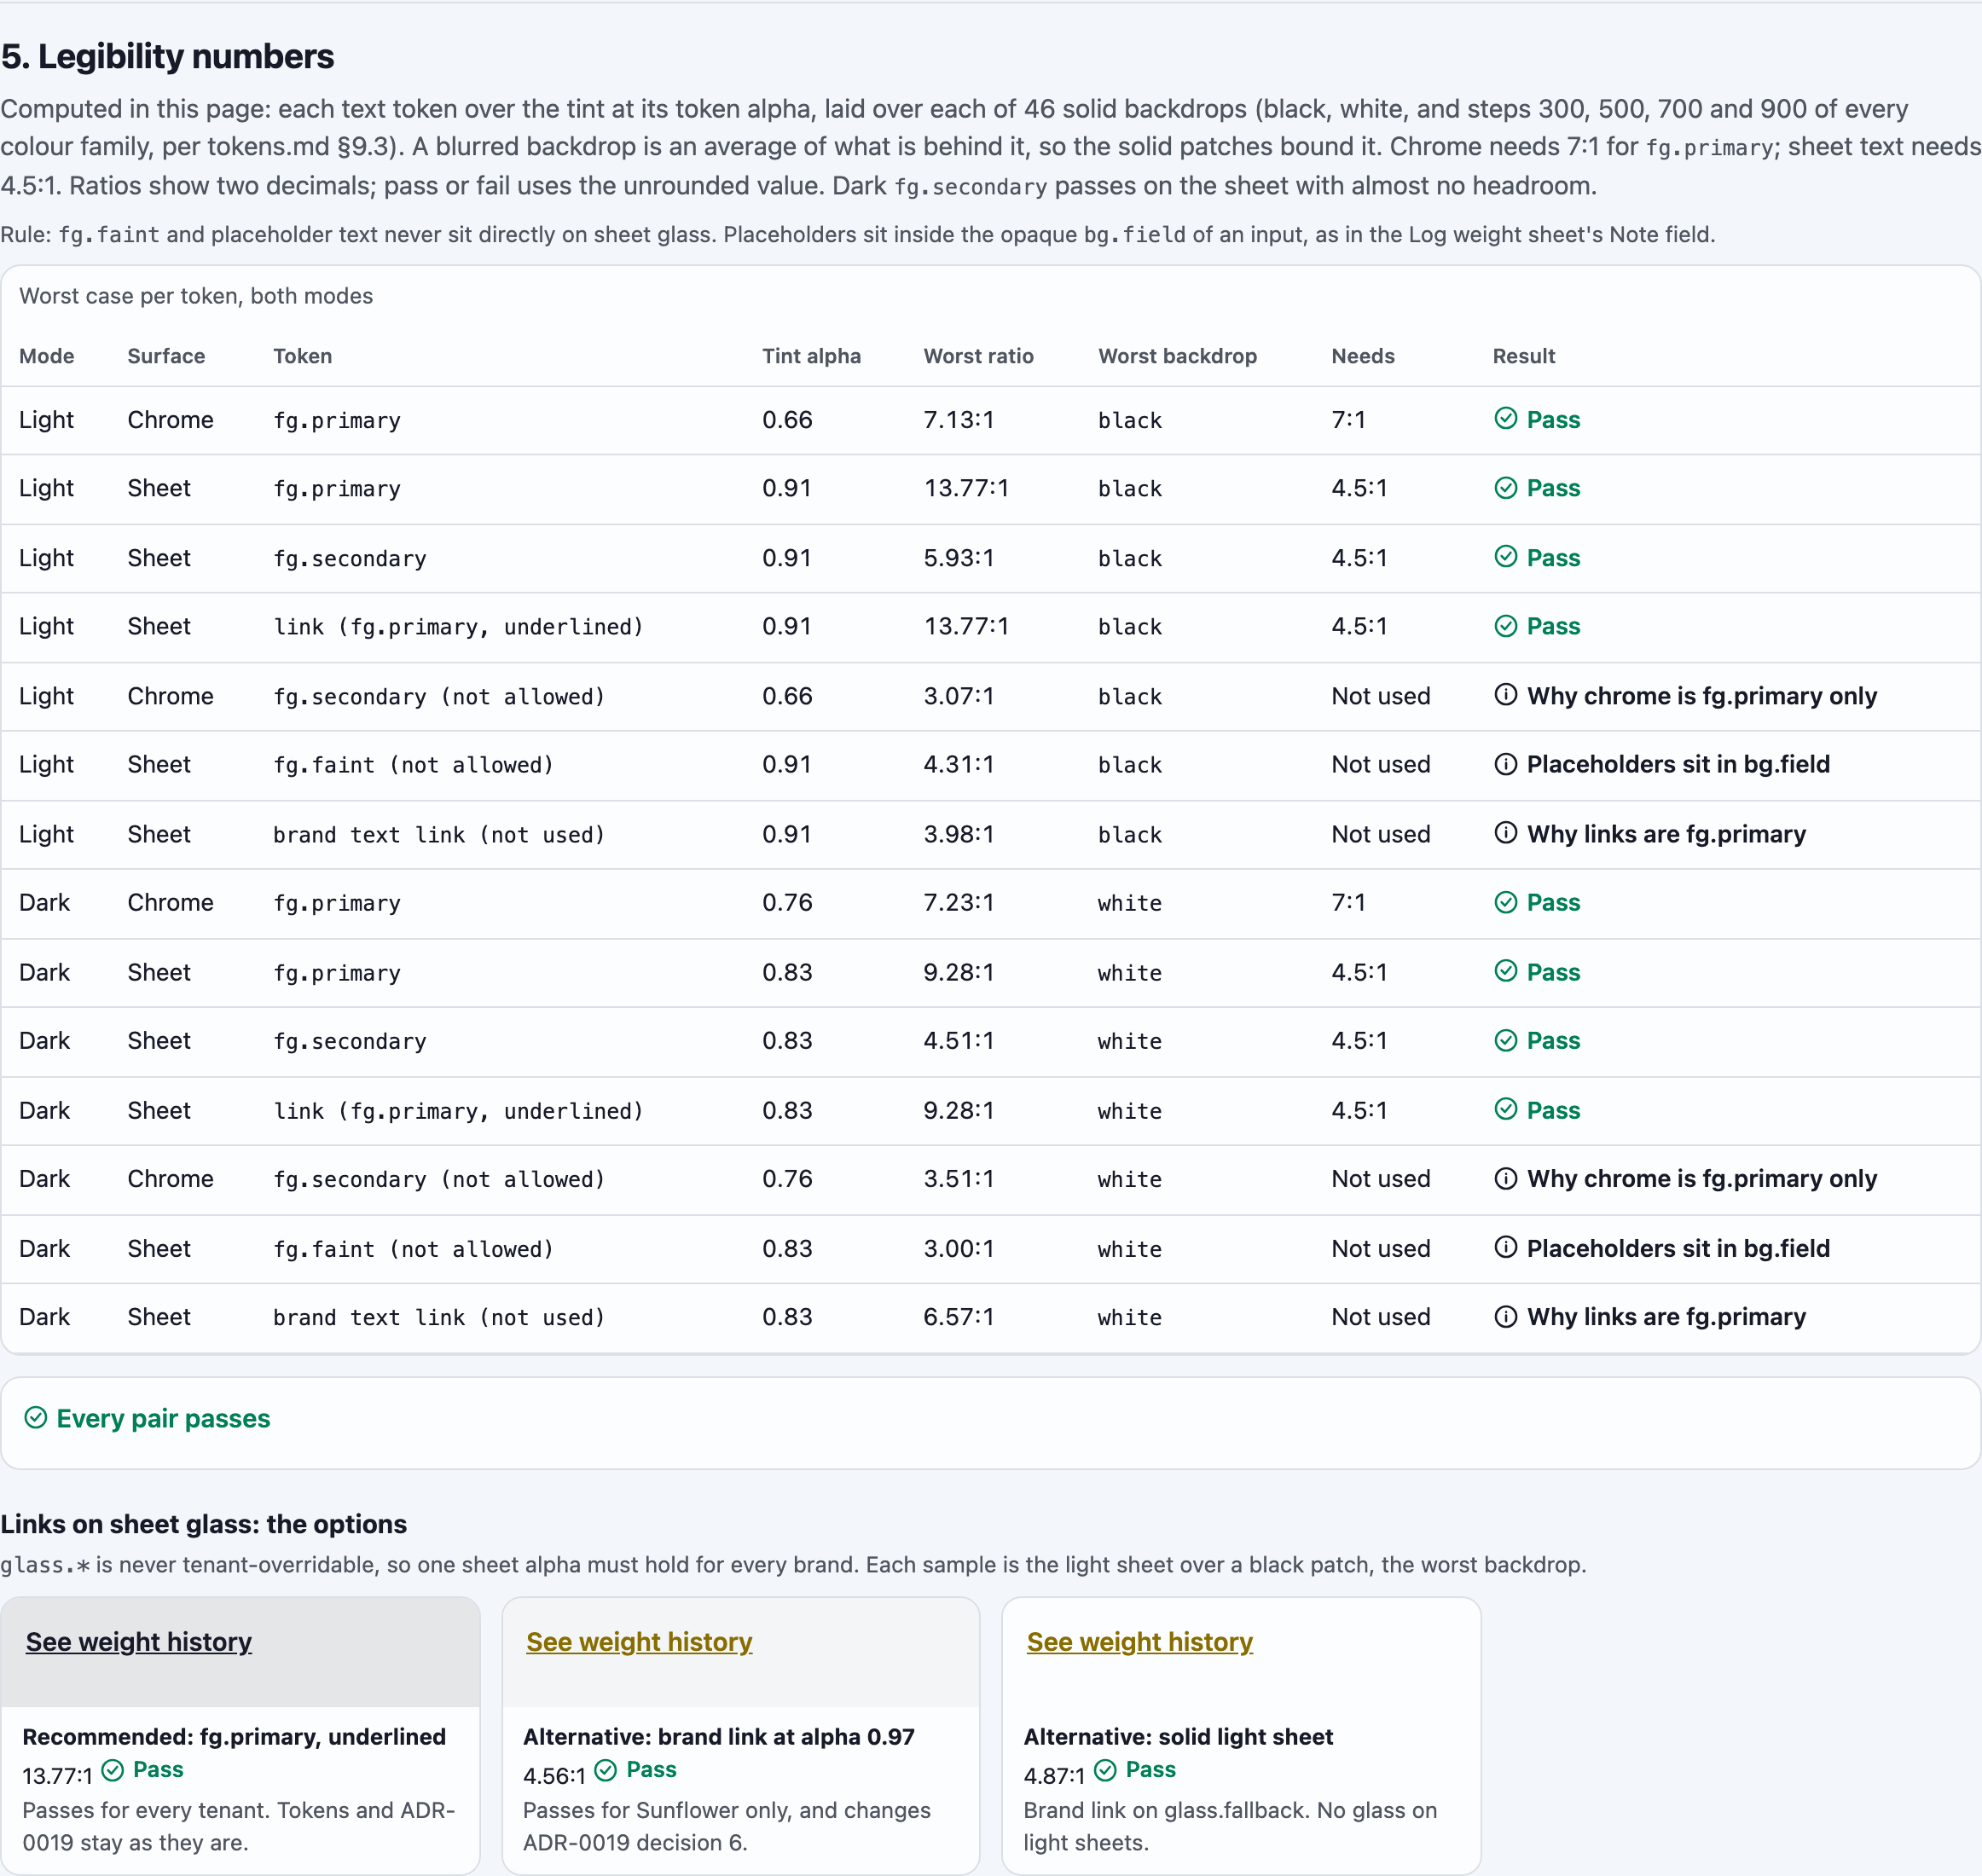 5. Legibility numbers
Computed in this page: each text token over the tint at its token alpha, laid over each of 46 solid backdrops (black, white, and steps 300, 500, 700 and 900 of every
colour family, per tokens.md §9.3). A blurred backdrop is an average of what is behind it, so the solid patches bound it. Chrome needs 7:1 for fg.primary; sheet text needs
4.5:1. Ratios show two decimals; pass or fail uses the unrounded value. Dark fg.secondary passes on the sheet with almost no headroom.
Rule: fg.faint and placeholder text never sit directly on sheet glass. Placeholders sit inside the opaque bg.field of an input, as in the Log weight sheet's Note field.
Worst case per token, both modes
Mode Surface Token Tint alpha Worst ratio Worst backdrop Needs Result
Light Chrome fg.primary 0.66 7.13:1 black 7:1 Pass
Light Sheet fg.primary 0.91 13.77:1 black 4.5:1 Pass
Light Sheet fg.secondary 0.91 5.93:1 black 4.5:1 Pass
Light Sheet link (fg.primary, underlined) 0.91 13.77:1 black 4.5:1 Pass
Light Chrome fg.secondary (not allowed) 0.66 3.07:1 black Not used Why chrome is fg.primary only
Light Sheet fg.faint (not allowed) 0.91 4.31:1 black Not used Placeholders sit in bg.field
Light Sheet brand text link (not used) 0.91 3.98:1 black Not used Why links are fg.primary
Dark Chrome fg.primary 0.76 7.23:1 white 7:1 Pass
Dark Sheet fg.primary 0.83 9.28:1 white 4.5:1 Pass
Dark Sheet fg.secondary 0.83 4.51:1 white 4.5:1 Pass
Dark Sheet link (fg.primary, underlined) 0.83 9.28:1 white 4.5:1 Pass
Dark Chrome fg.secondary (not allowed) 0.76 3.51:1 white Not used Why chrome is fg.primary only
Dark Sheet fg.faint (not allowed) 0.83 3.00:1 white Not used Placeholders sit in bg.field
Dark Sheet brand text link (not used) 0.83 6.57:1 white Not used Why links are fg.primary
Every pair passes
Links on sheet glass: the options
glass.* is never tenant-overridable, so one sheet alpha must hold for every brand. Each sample is the light sheet over a black patch, the worst backdrop.
See weight history
Recommended: fg.primary, underlined
13.77:1 Pass
Passes for every tenant. Tokens and ADR-
0019 stay as they are.
See weight history
Alternative: brand link at alpha 0.97
4.56:1 Pass
Passes for Sunflower only, and changes
ADR-0019 decision 6.
See weight history
Alternative: solid light sheet
4.87:1 Pass
Brand link on glass.fallback. No glass on
light sheets.